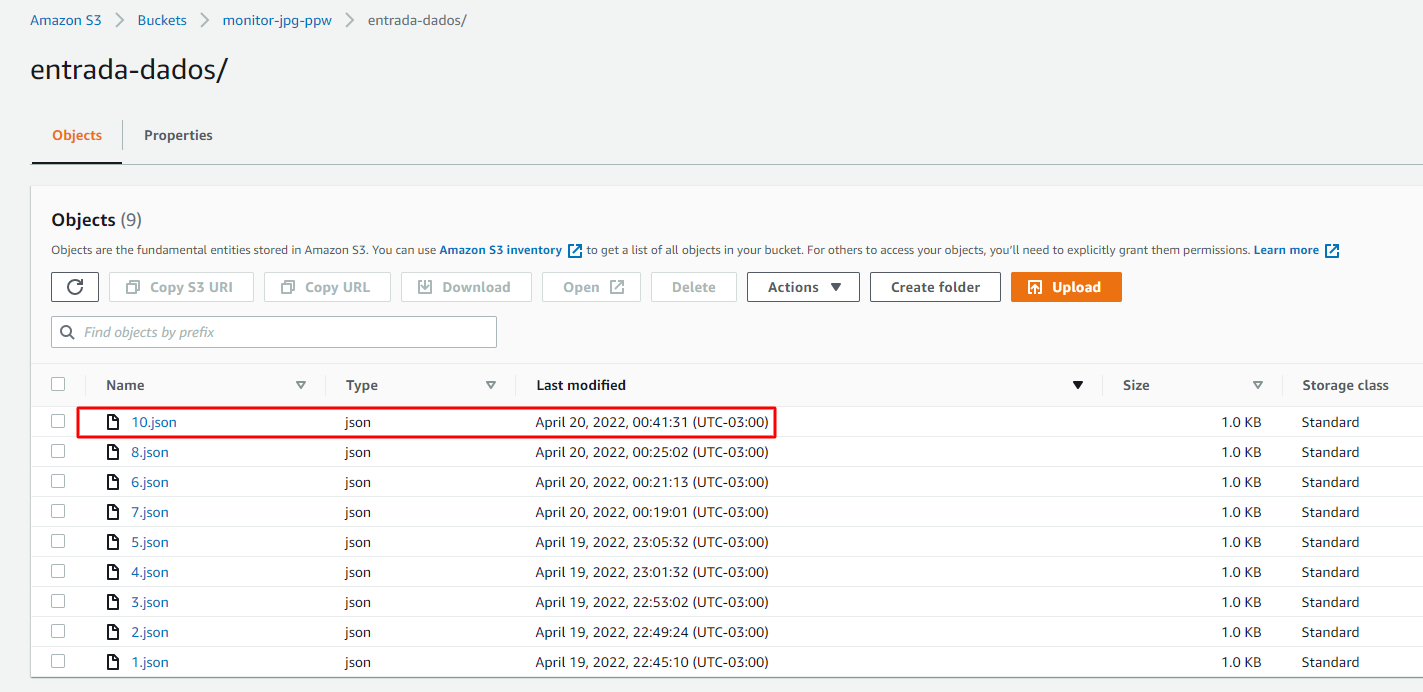 Amazon S3 > Buckets > monitor-jpg-ppw > entrada-dados/
entrada-dados/
Objects Properties
Objects (9)
Objects are the fundamental entities stored in Amazon S3. You can use Amazon S3 inventory to get a list of all objects in your bucket. For others to access your objects, you'll need to explicitly grant them permissions. Learn more
Copy S3 URI Copy URL Download Open Delete Actions Create folder Upload
Find objects by prefix
Name Type Last modified Size Storage class
10.json json April 20, 2022, 00:41:31 (UTC-03:00) 1.0 KB Standard
8.json json April 20, 2022, 00:25:02 (UTC-03:00) 1.0 KB Standard
6.json json April 20, 2022, 00:21:13 (UTC-03:00) 1.0 KB Standard
7.json json April 20, 2022, 00:19:01 (UTC-03:00) 1.0 KB Standard
5.json json April 19, 2022, 23:05:32 (UTC-03:00) 1.0 KB Standard
4.json json April 19, 2022, 23:01:32 (UTC-03:00) 1.0 KB Standard
3.json json April 19, 2022, 22:53:02 (UTC-03:00) 1.0 KB Standard
2.json json April 19, 2022, 22:49:24 (UTC-03:00) 1.0 KB Standard
1.json json April 19, 2022, 22:45:10 (UTC-03:00) 1.0 KB Standard